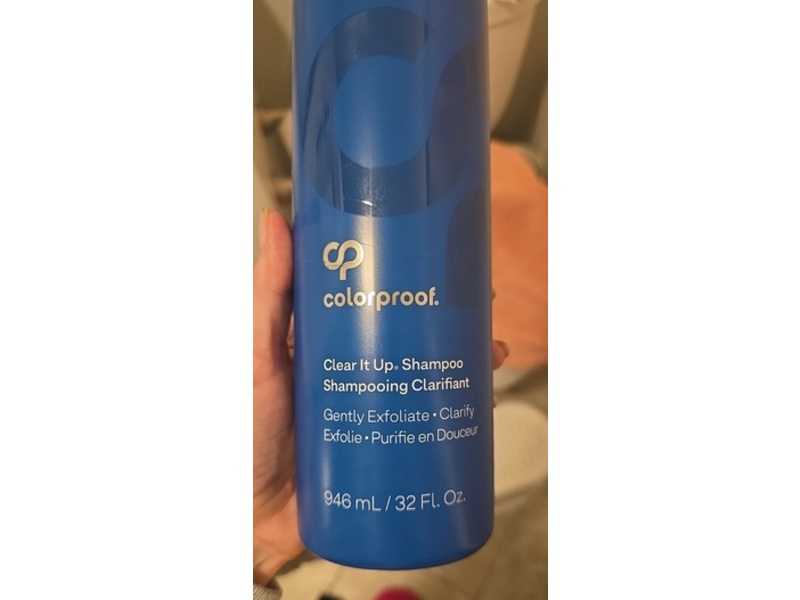 cp
colorproof.
Clear It Up® Shampoo
Shampooing Clarifiant
Gently Exfoliate • Clarify
Exfolie • Purifie en Douceur
946 mL / 32 Fl. Oz.